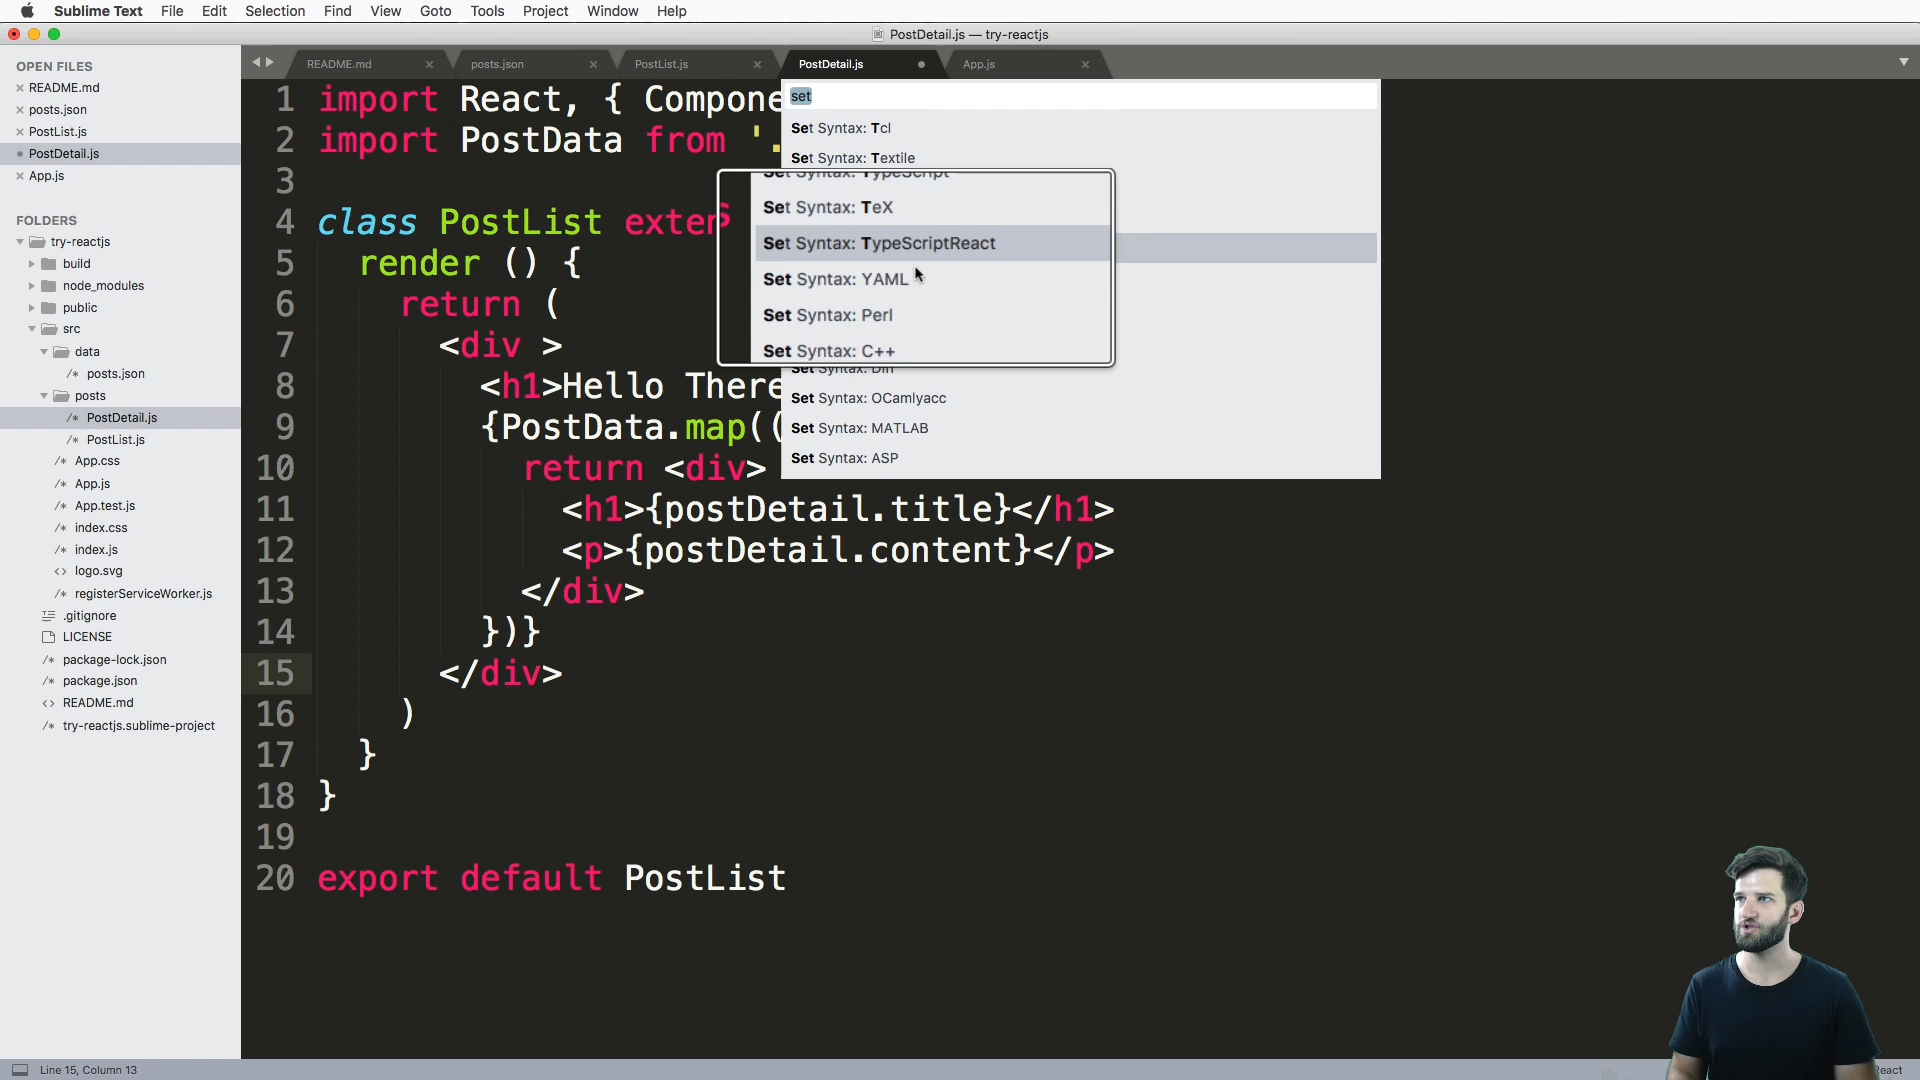 Sublime Text File Edit Selection Find View Goto Tools Project Window Help
PostDetail.js — try-reactjs
OPEN FILES
README.md
posts.json
PostList.js
PostDetail.js
App.js
FOLDERS
try-reactjs
build
node_modules
public
src
data
posts.json
posts
PostDetail.js
PostList.js
App.css
App.js
App.test.js
index.css
index.js
logo.svg
registerServiceWorker.js
.gitignore
LICENSE
package-lock.json
package.json
README.md
try-reactjs.sublime-project
README.md posts.json PostList.js PostDetail.js App.js
1 import React, { Compone
2 import PostData from '.
3
4 class PostList exten
5 render () {
6 return (
7 <div >
8 <h1>Hello There
9 {PostData.map((
10 return <div>
11 <h1>{postDetail.title}</h1>
12 <p>{postDetail.content}</p>
13 </div>
14 })}
15 </div>
16 )
17 }
18 }
19
20 export default PostList
set
Set Syntax: Tcl
Set Syntax: Textile
Set Syntax: TypeScript
Set Syntax: TeX
Set Syntax: TypeScriptReact
Set Syntax: YAML
Set Syntax: Perl
Set Syntax: C++
Set Syntax: Diff
Set Syntax: OCamlyacc
Set Syntax: MATLAB
Set Syntax: ASP
Line 15, Column 13
React